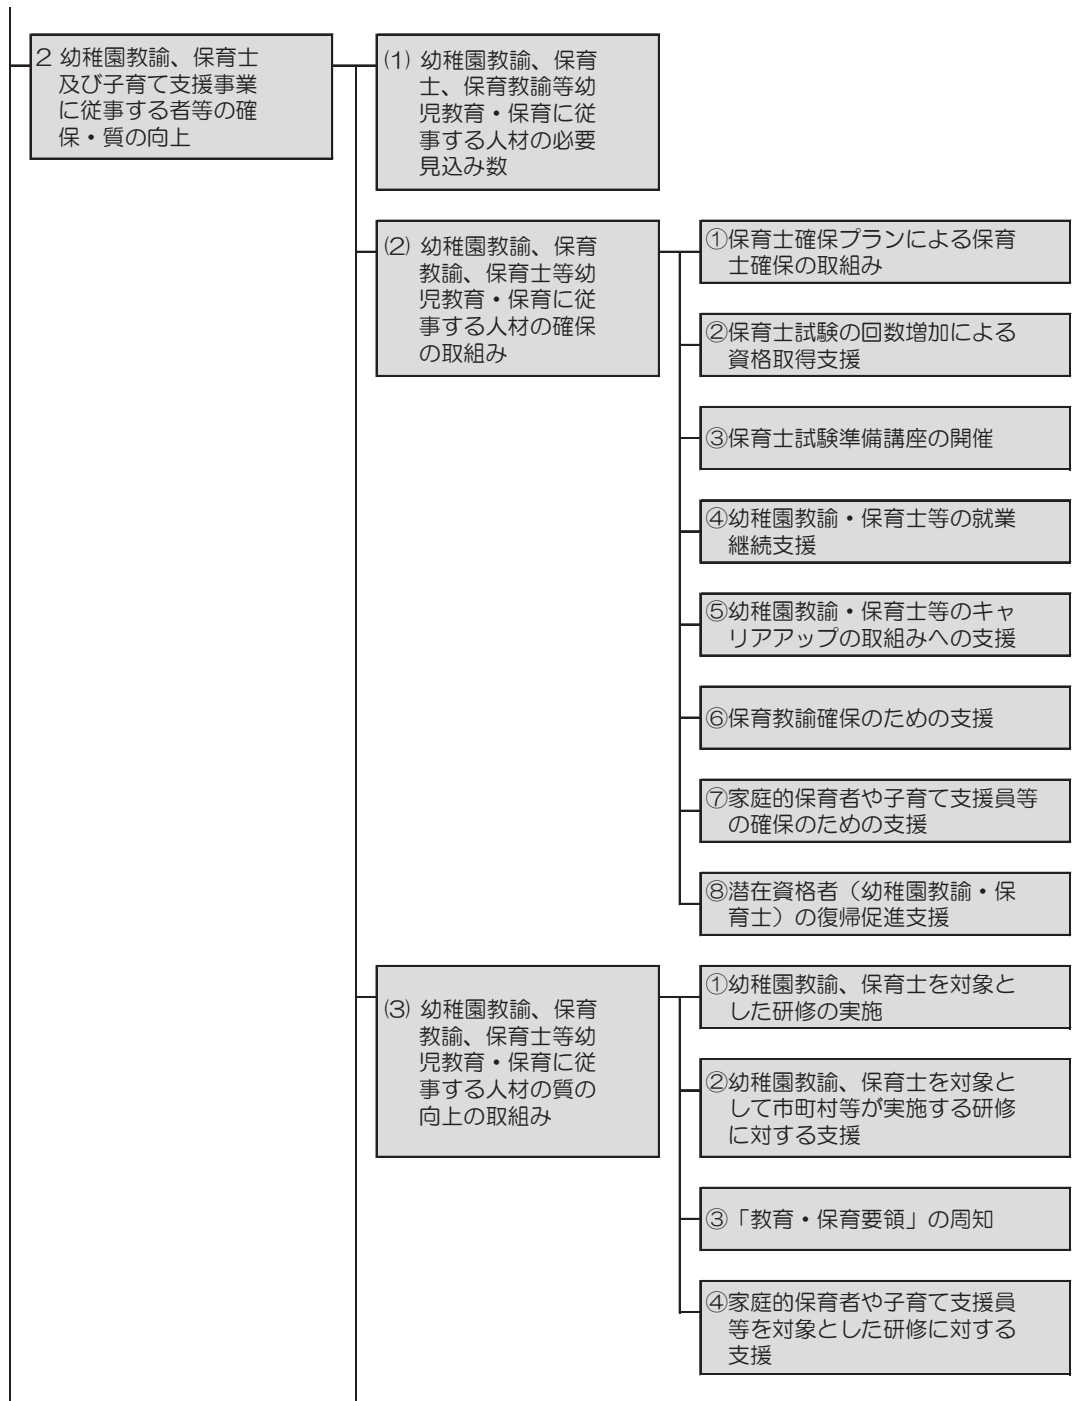 2 幼稚園教諭、保育士
及び子育て支援事業
に従事する者等の確
保・質の向上
(1) 幼稚園教諭、保育
士、保育教諭等幼
児教育・保育に従
事する人材の必要
見込み数
(2) 幼稚園教諭、保育
教諭、保育士等幼
児教育・保育に従
事する人材の確保
の取組み
①保育士確保プランによる保育
士確保の取組み
②保育士試験の回数増加による
資格取得支援
③保育士試験準備講座の開催
④幼稚園教諭・保育士等の就業
継続支援
⑤幼稚園教諭・保育士等のキャ
リアアップの取組みへの支援
⑥保育教諭確保のための支援
⑦家庭的保育者や子育て支援員等
の確保のための支援
⑧潜在資格者（幼稚園教諭・保
育士）の復帰促進支援
(3) 幼稚園教諭、保育
教諭、保育士等幼
児教育・保育に従
事する人材の質の
向上の取組み
①幼稚園教諭、保育士を対象と
した研修の実施
②幼稚園教諭、保育士を対象と
して市町村等が実施する研修
に対する支援
③「教育・保育要領」の周知
④家庭的保育者や子育て支援員
等を対象とした研修に対する
支援